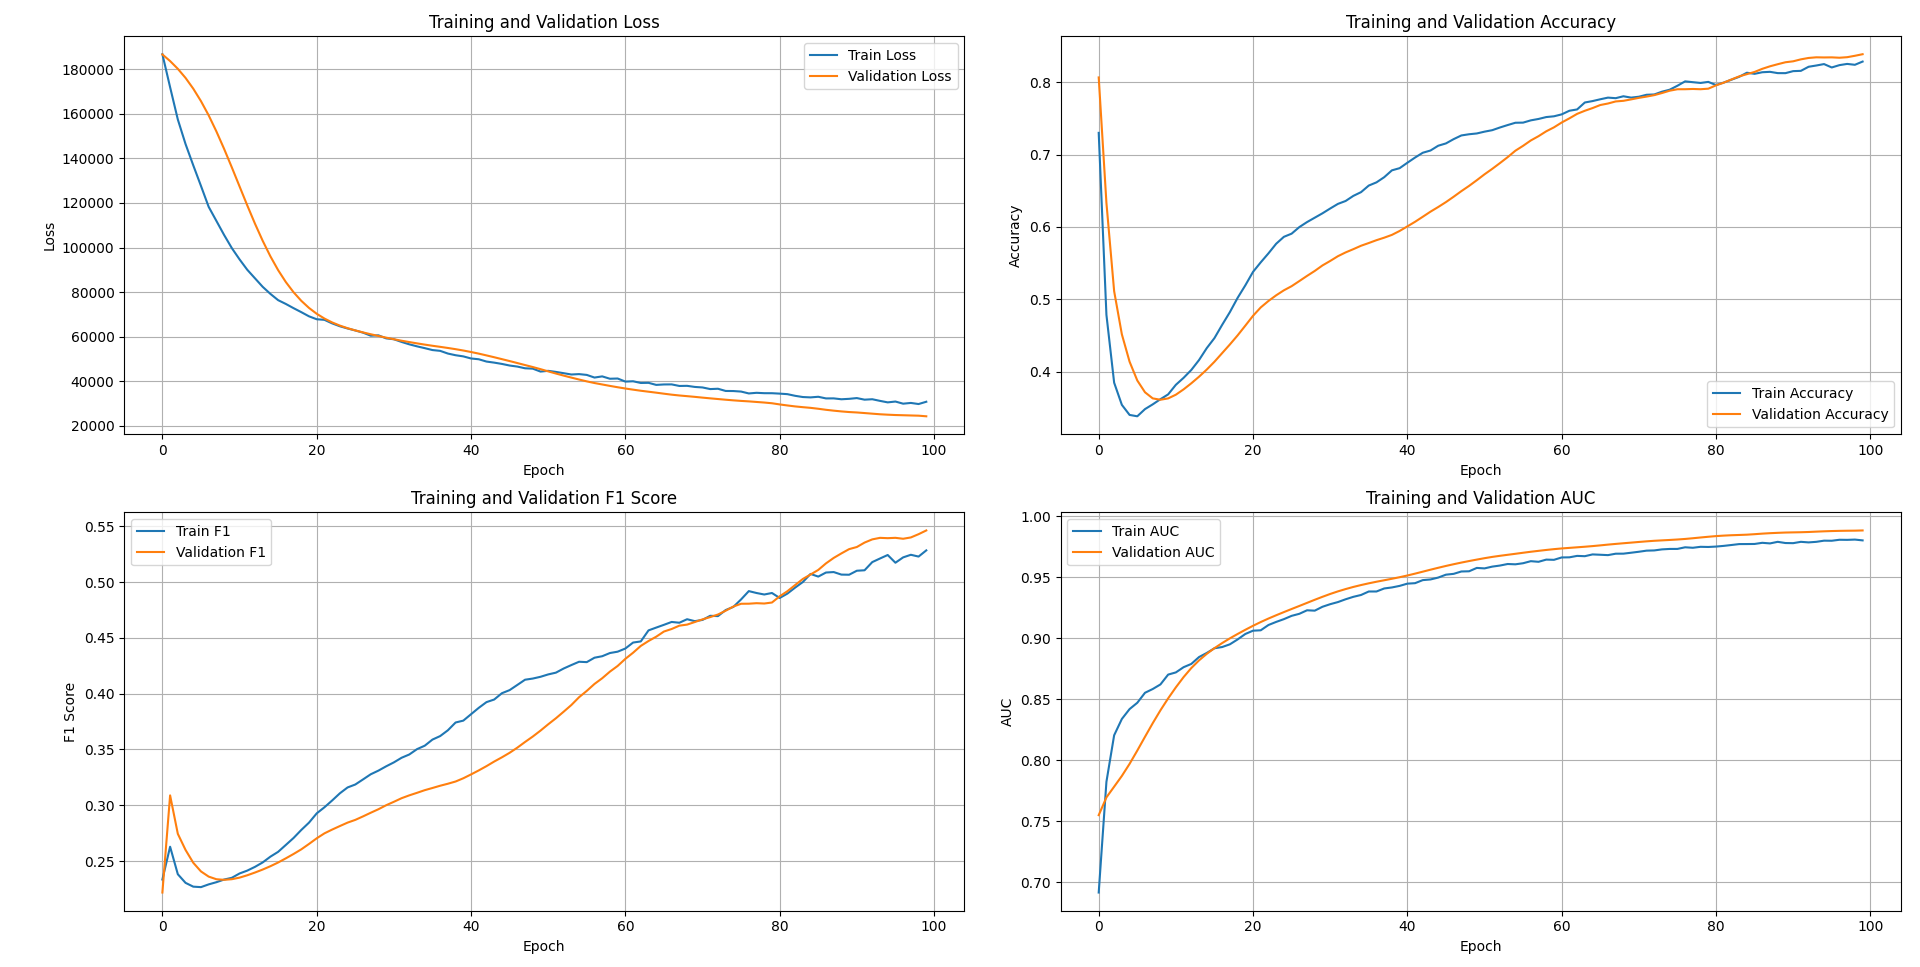 Training and Validation Loss
180000
160000
140000
120000
100000
80000
60000
40000
20000
Loss
0 20 40 60 80 100
Epoch
Train Loss
Validation Loss
Training and Validation Accuracy
0.8
0.7
0.6
0.5
0.4
Accuracy
0 20 40 60 80 100
Epoch
Train Accuracy
Validation Accuracy
Training and Validation F1 Score
0.55
0.50
0.45
0.40
0.35
0.30
0.25
F1 Score
0 20 40 60 80 100
Epoch
Train F1
Validation F1
Training and Validation AUC
1.00
0.95
0.90
0.85
0.80
0.75
0.70
AUC
0 20 40 60 80 100
Epoch
Train AUC
Validation AUC